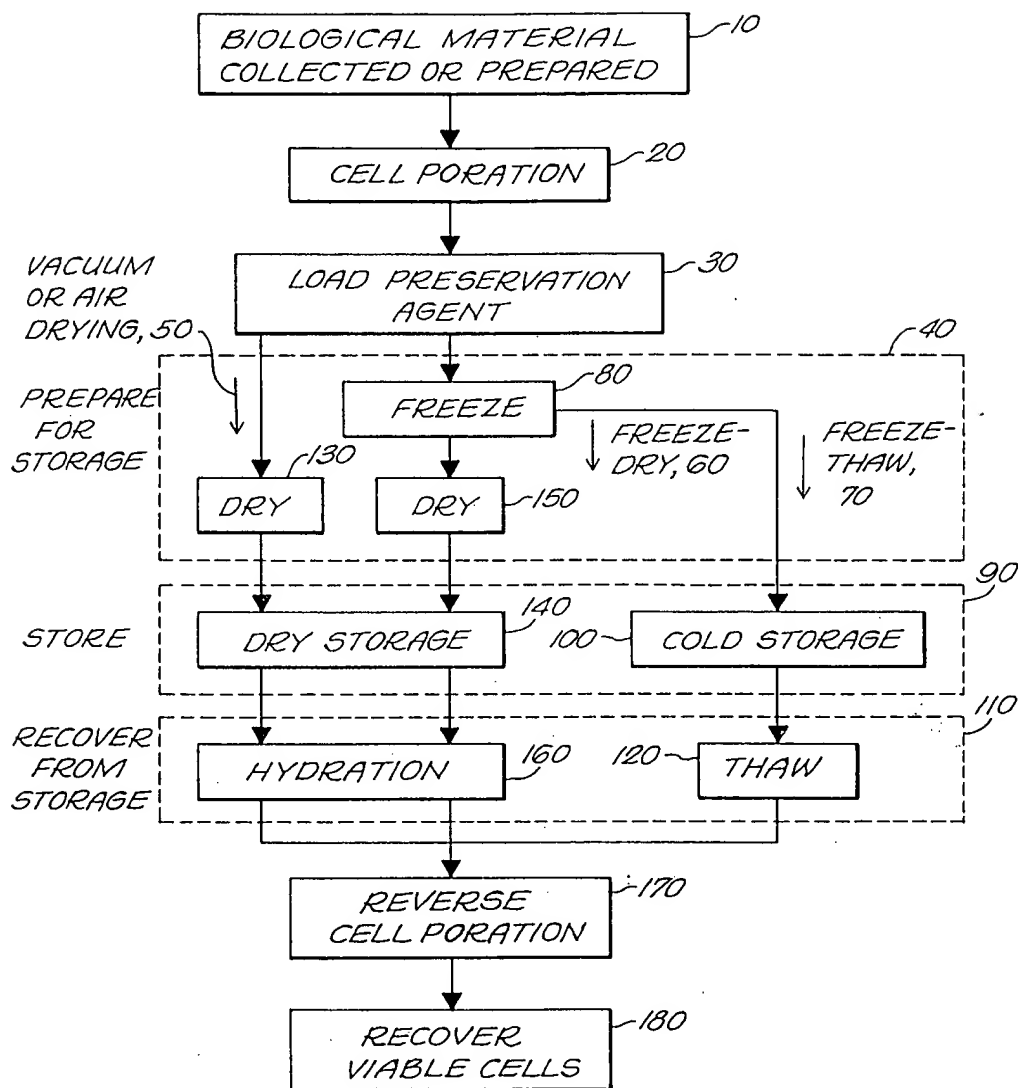 BIOLOGICAL MATERIAL
COLLECTED OR PREPARED
10
CELL PORATION
20
LOAD PRESERVATION
AGENT
30
VACUUM
OR AIR
DRYING, 50
40
PREPARE
FOR
STORAGE
FREEZE
80
FREEZE-
DRY, 60
FREEZE-
THAW,
70
DRY
130
DRY
150
90
STORE
DRY STORAGE
140
100
COLD STORAGE
110
RECOVER
FROM
STORAGE
HYDRATION
160
120
THAW
REVERSE
CELL PORATION
170
RECOVER
VIABLE CELLS
180